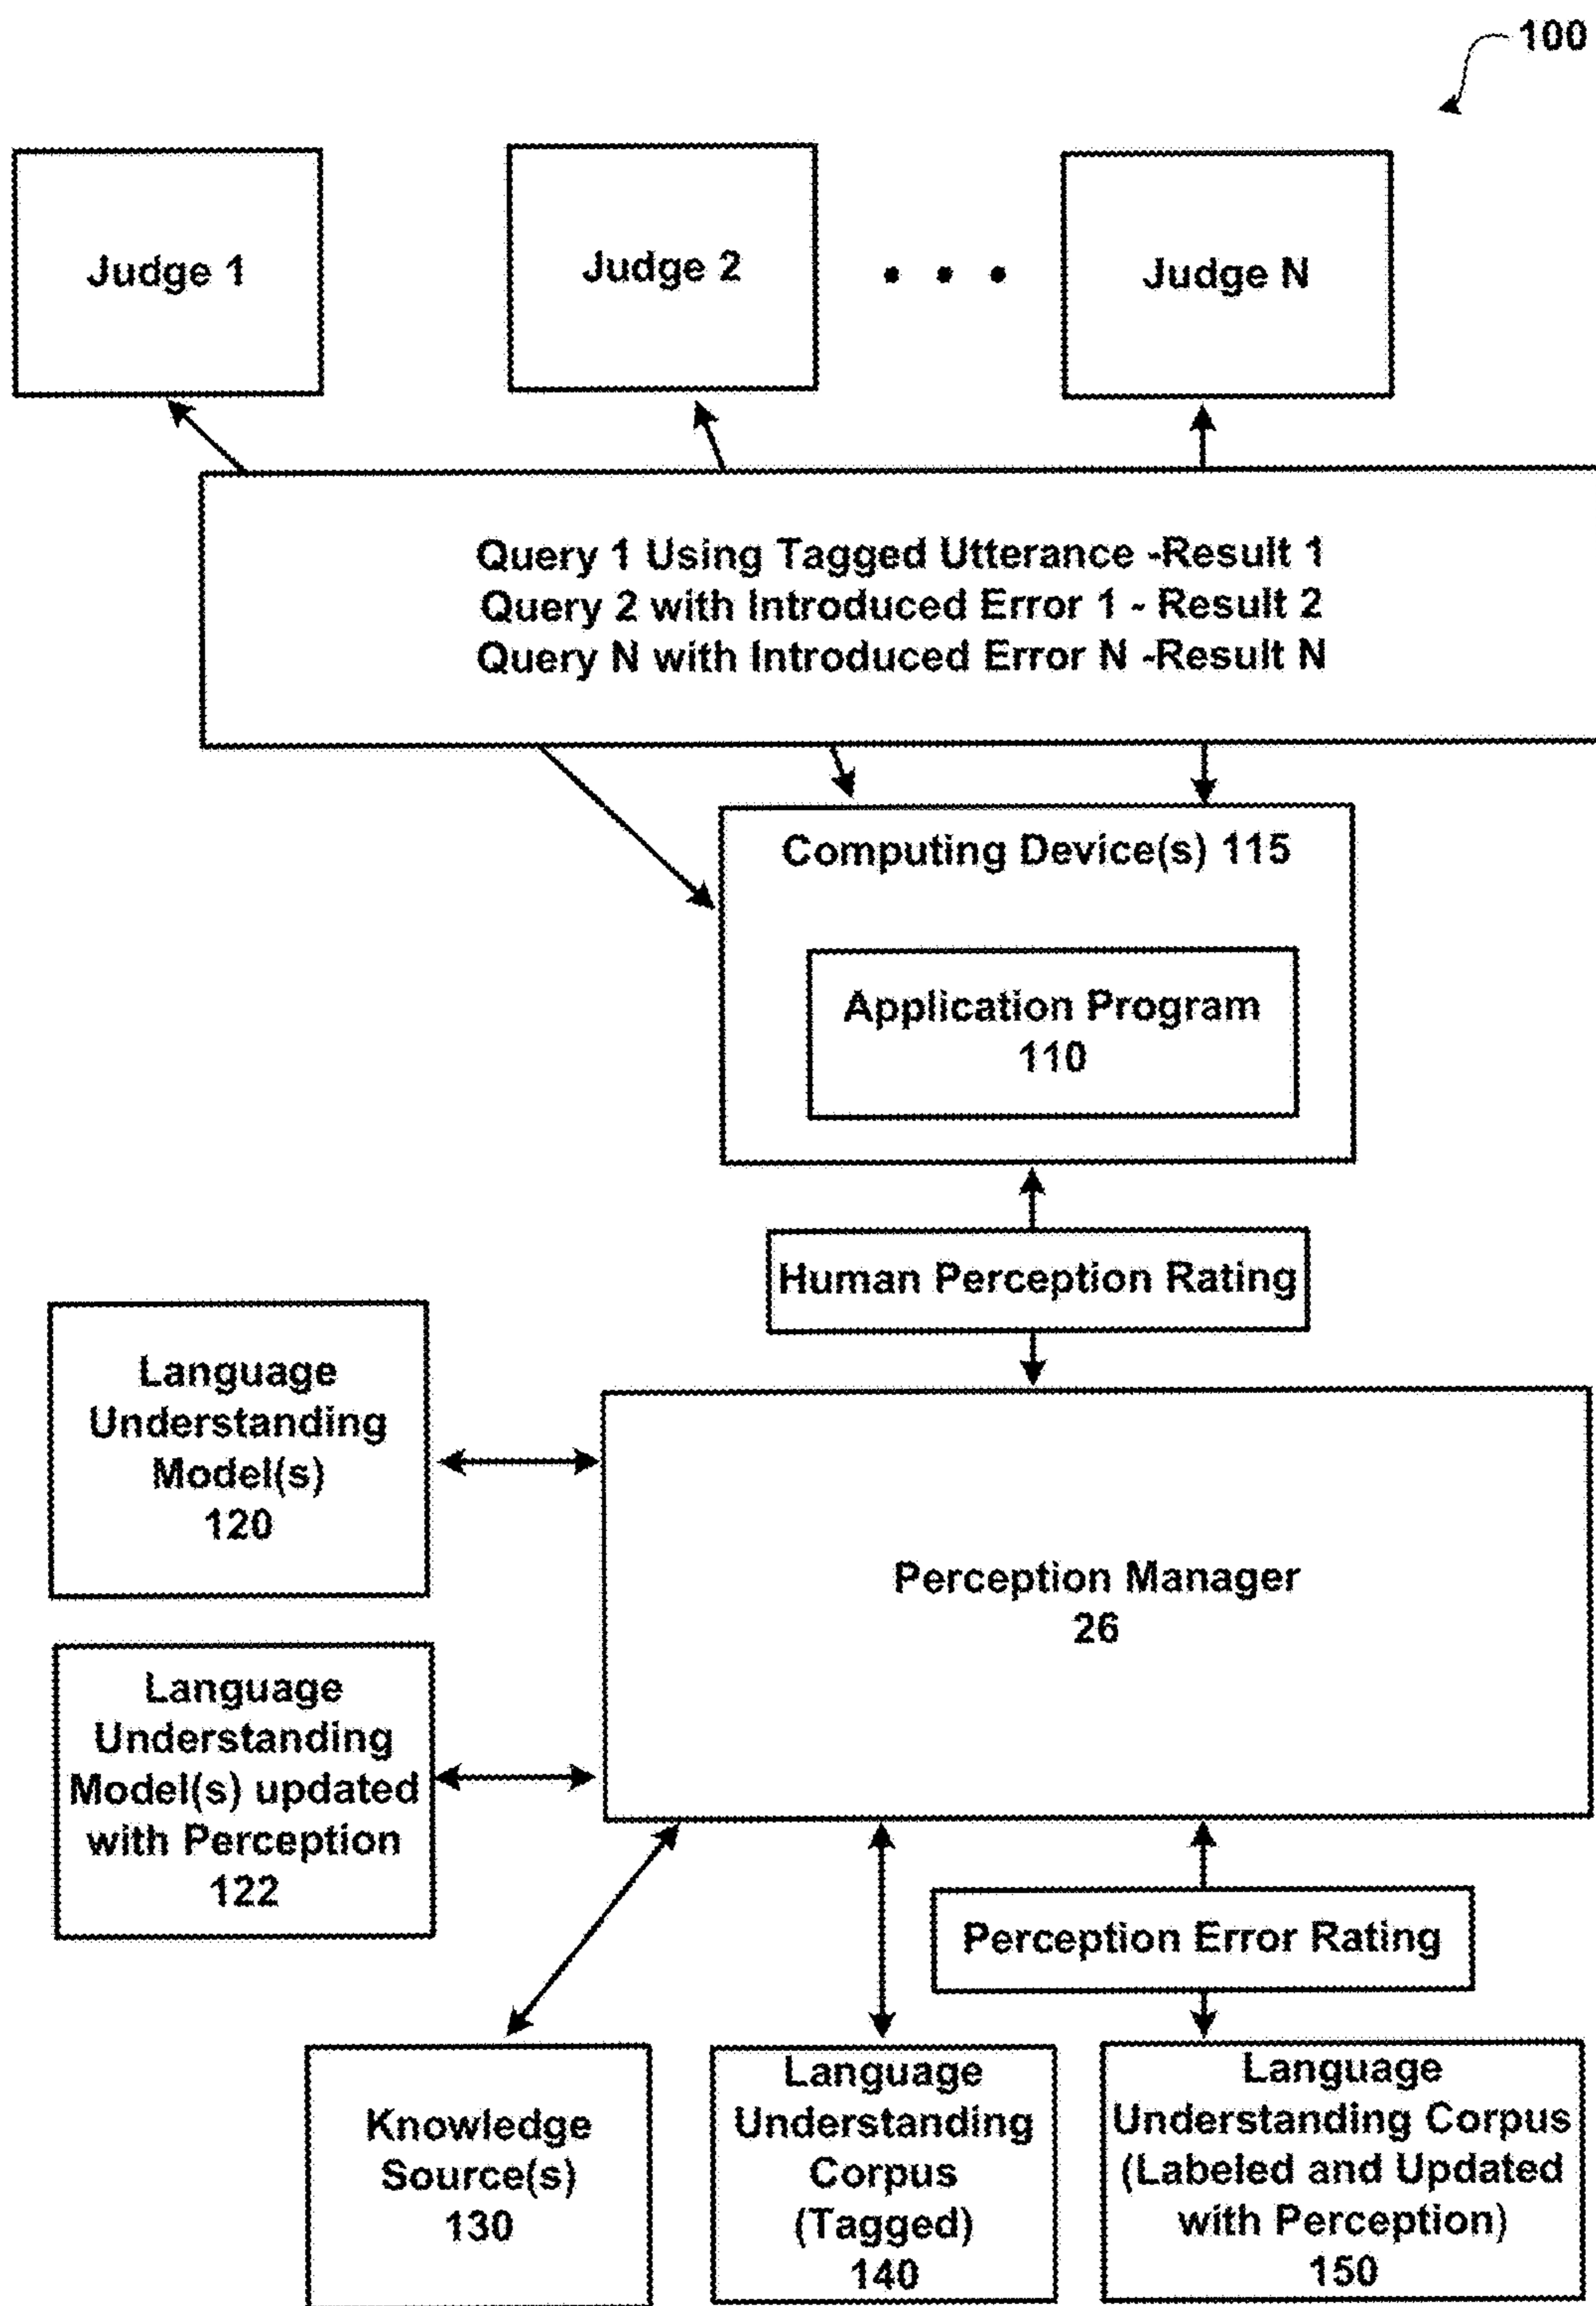 100
Judge 1
Judge 2
• • •
Judge N
Query 1 Using Tagged Utterance -Result 1
Query 2 with Introduced Error 1 - Result 2
Query N with Introduced Error N -Result N
Computing Device(s) 115
Application Program
110
Human Perception Rating
Language
Understanding
Model(s)
120
Perception Manager
26
Language
Understanding
Model(s) updated
with Perception
122
Perception Error Rating
Knowledge
Source(s)
130
Language
Understanding
Corpus
(Tagged)
140
Language
Understanding Corpus
(Labeled and Updated
with Perception)
150